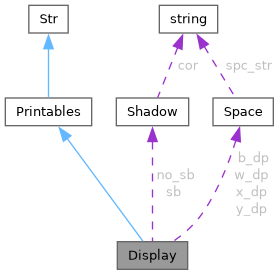 Str
string
cor
spc_str
Printables
Shadow
Space
no_sb
sb
b_dp
w_dp
x_dp
y_dp
Display